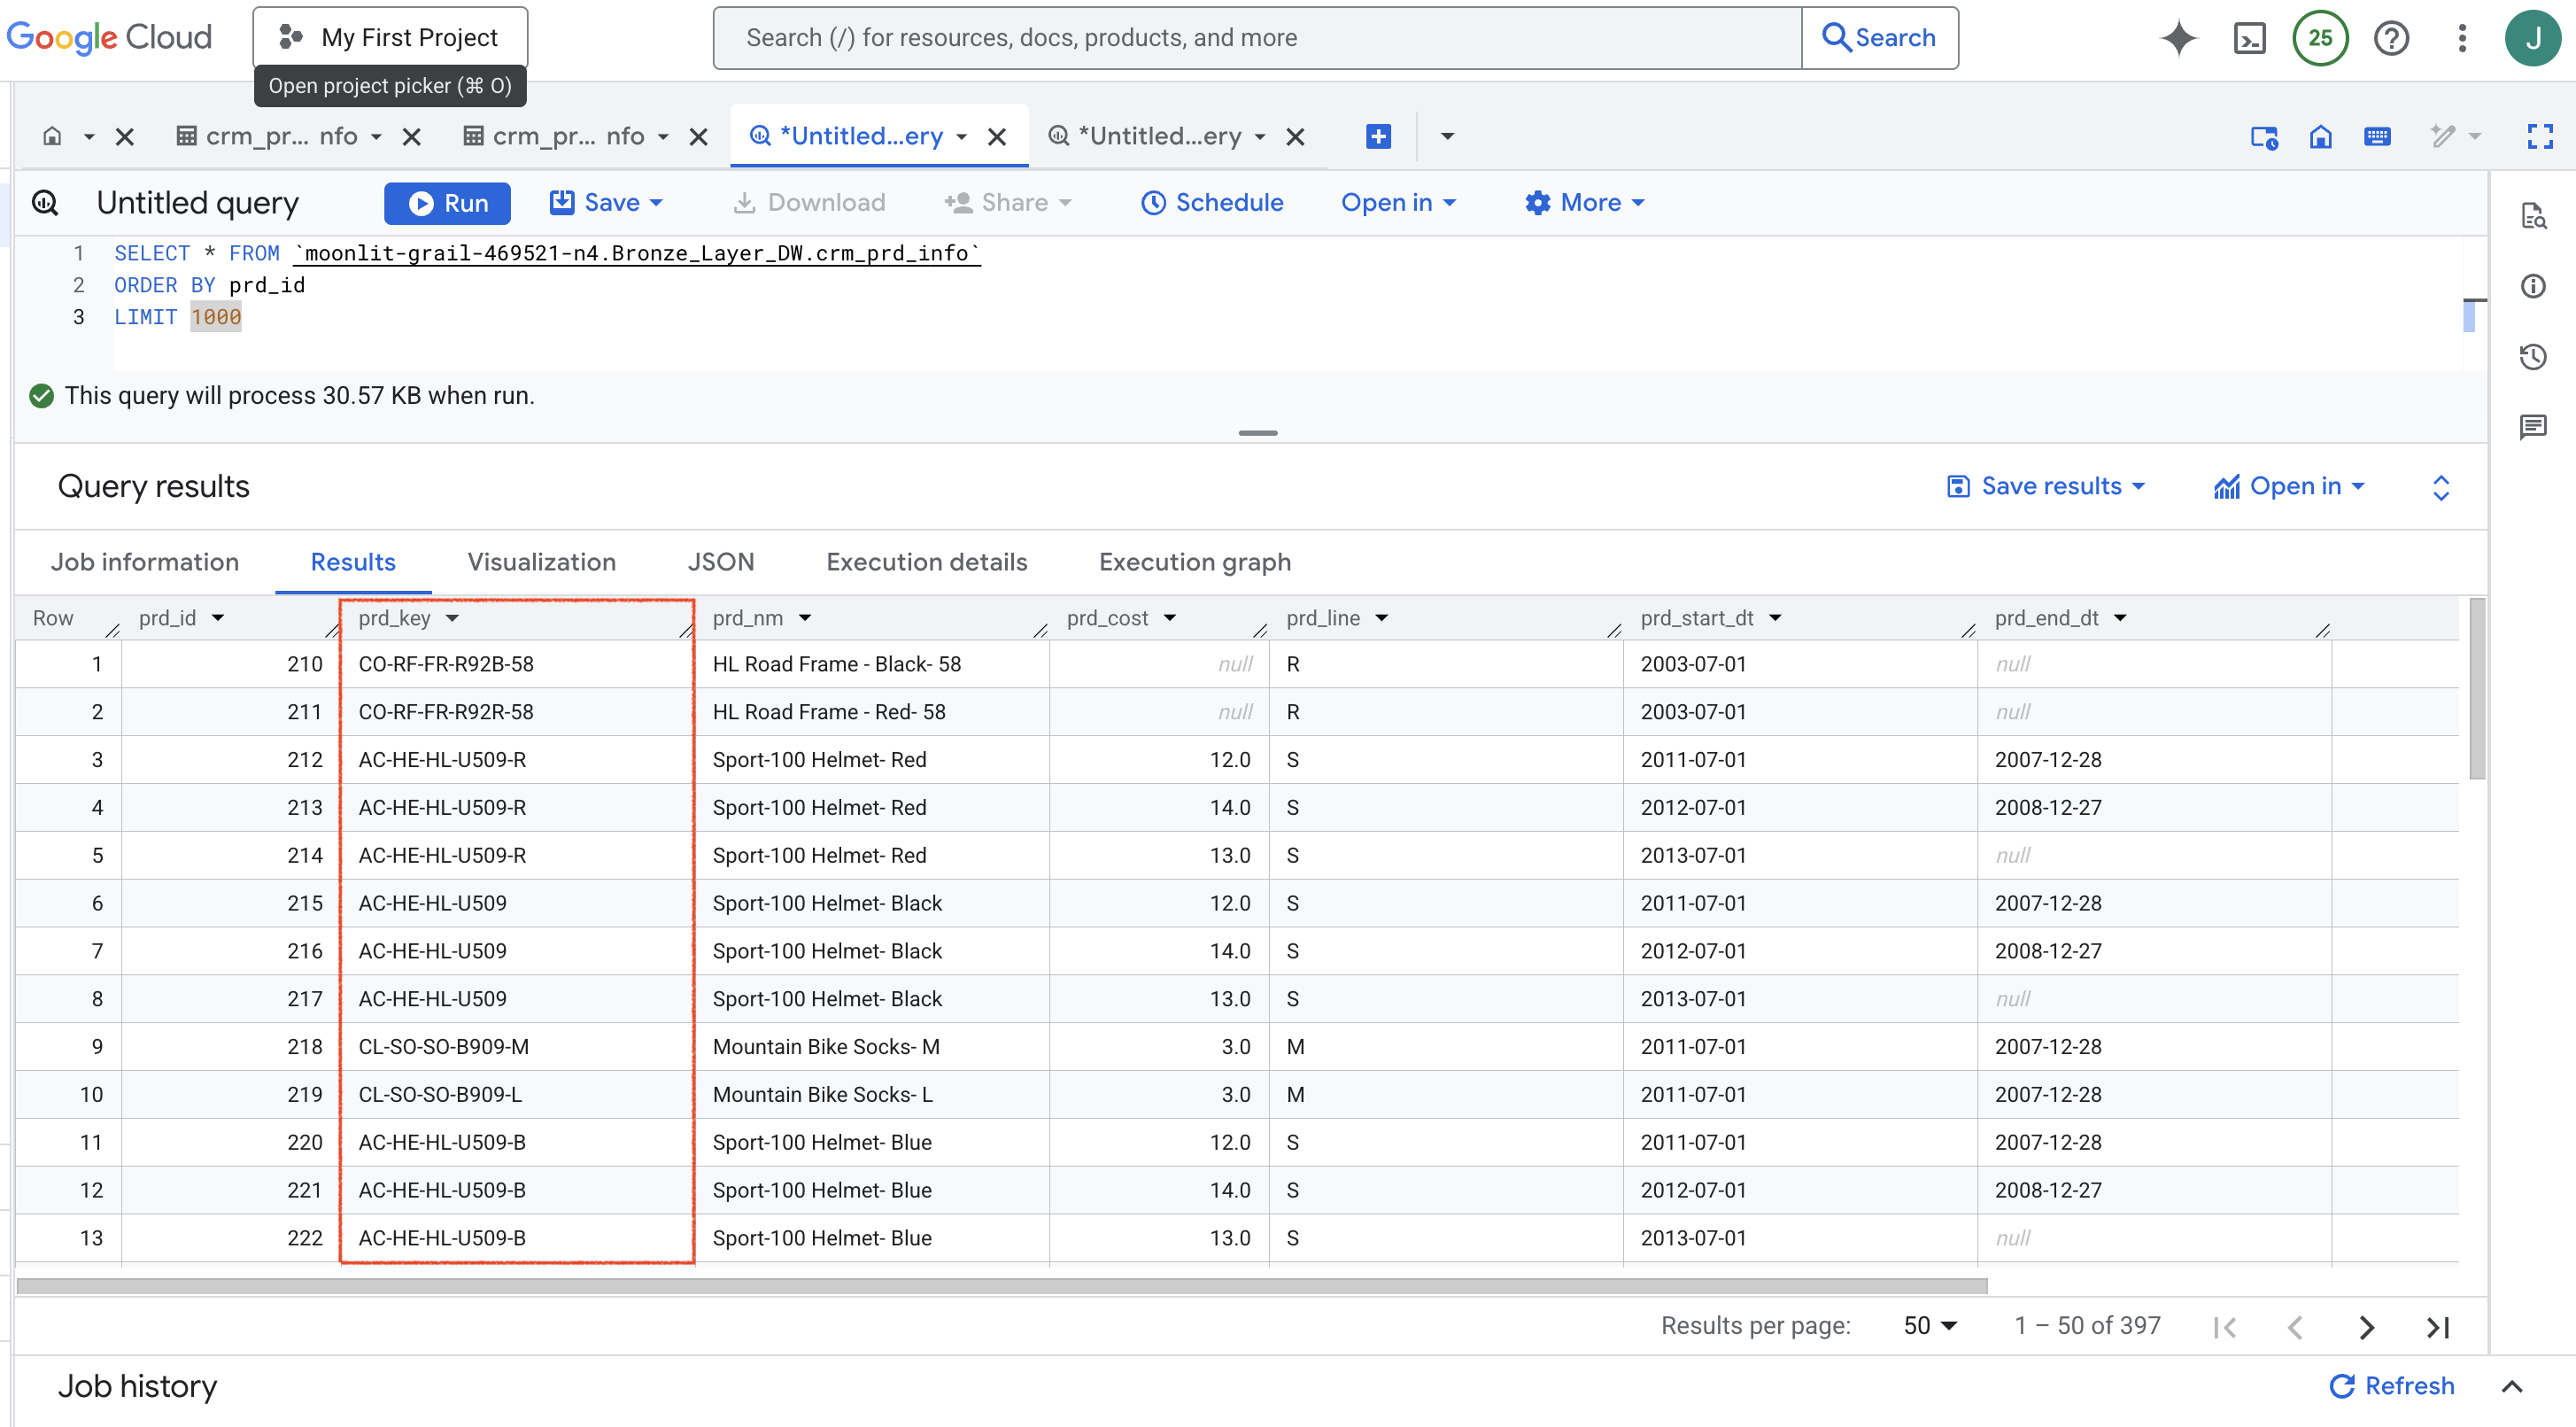 Google Cloud My First Project Search (/) for resources, docs, products, and more Search 25 J
Open project picker (⌘ O)
crm_pr... nfo crm_pr... nfo *Untitled...ery *Untitled...ery
Untitled query Run Save Download Share Schedule Open in More
1 SELECT * FROM `moonlit-grail-469521-n4.Bronze_Layer_DW.crm_prd_info`
2 ORDER BY prd_id
3 LIMIT 1000
This query will process 30.57 KB when run.
Query results Save results Open in
Job information Results Visualization JSON Execution details Execution graph
Row prd_id prd_key prd_nm prd_cost prd_line prd_start_dt prd_end_dt
1 210 CO-RF-FR-R92B-58 HL Road Frame - Black- 58 null R 2003-07-01 null
2 211 CO-RF-FR-R92R-58 HL Road Frame - Red- 58 null R 2003-07-01 null
3 212 AC-HE-HL-U509-R Sport-100 Helmet- Red 12.0 S 2011-07-01 2007-12-28
4 213 AC-HE-HL-U509-R Sport-100 Helmet- Red 14.0 S 2012-07-01 2008-12-27
5 214 AC-HE-HL-U509-R Sport-100 Helmet- Red 13.0 S 2013-07-01 null
6 215 AC-HE-HL-U509 Sport-100 Helmet- Black 12.0 S 2011-07-01 2007-12-28
7 216 AC-HE-HL-U509 Sport-100 Helmet- Black 14.0 S 2012-07-01 2008-12-27
8 217 AC-HE-HL-U509 Sport-100 Helmet- Black 13.0 S 2013-07-01 null
9 218 CL-SO-SO-B909-M Mountain Bike Socks- M 3.0 M 2011-07-01 2007-12-28
10 219 CL-SO-SO-B909-L Mountain Bike Socks- L 3.0 M 2011-07-01 2007-12-28
11 220 AC-HE-HL-U509-B Sport-100 Helmet- Blue 12.0 S 2011-07-01 2007-12-28
12 221 AC-HE-HL-U509-B Sport-100 Helmet- Blue 14.0 S 2012-07-01 2008-12-27
13 222 AC-HE-HL-U509-B Sport-100 Helmet- Blue 13.0 S 2013-07-01 null
Results per page: 50 1 – 50 of 397
Job history Refresh